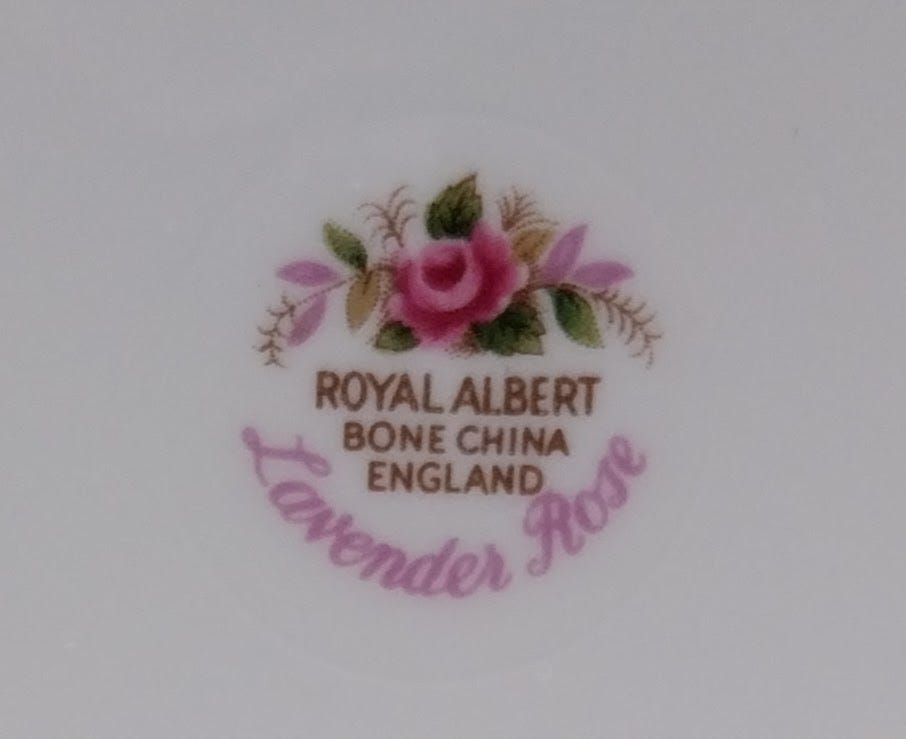 ROYAL ALBERT
BONE CHINA
ENGLAND
Lavender Rose